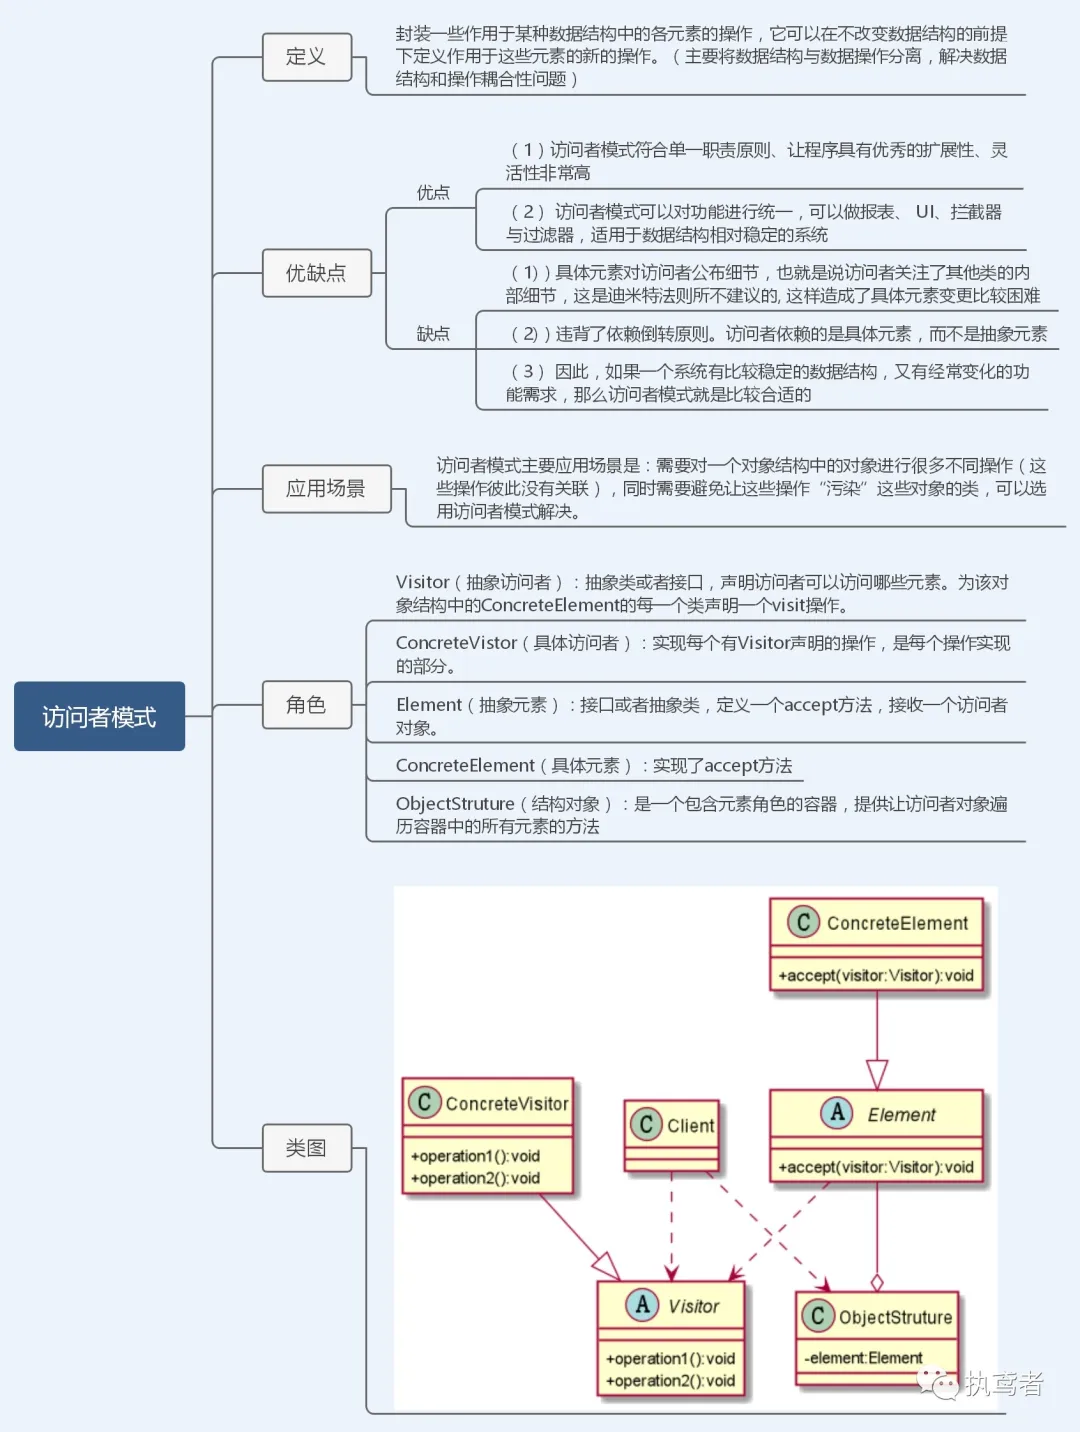 定义
封装一些作用于某种数据结构中的各元素的操作，它可以在不改变数据结构的前提
下定义作用于这些元素的新的操作。（主要将数据结构与数据操作分离，解决数据
结构和操作耦合性问题）
优缺点
优点
（1）访问者模式符合单一职责原则、让程序具有优秀的扩展性、灵
活性非常高
（2） 访问者模式可以对功能进行统一，可以做报表、 UI、拦截器
与过滤器，适用于数据结构相对稳定的系统
缺点
（1)）具体元素对访问者公布细节，也就是说访问者关注了其他类的内
部细节，这是迪米特法则所不建议的, 这样造成了具体元素变更比较困难
（2)）违背了依赖倒转原则。访问者依赖的是具体元素，而不是抽象元素
（3） 因此，如果一个系统有比较稳定的数据结构，又有经常变化的功
能需求，那么访问者模式就是比较合适的
应用场景
访问者模式主要应用场景是：需要对一个对象结构中的对象进行很多不同操作（这
些操作彼此没有关联），同时需要避免让这些操作“污染”这些对象的类，可以选
用访问者模式解决。
访问者模式
角色
Visitor（抽象访问者）：抽象类或者接口，声明访问者可以访问哪些元素。为该对
象结构中的ConcreteElement的每一个类声明一个visit操作。
ConcreteVistor（具体访问者）：实现每个有Visitor声明的操作，是每个操作实现
的部分。
Element（抽象元素）：接口或者抽象类，定义一个accept方法，接收一个访问者
对象。
ConcreteElement（具体元素）：实现了accept方法
ObjectStruture（结构对象）：是一个包含元素角色的容器，提供让访问者对象遍
历容器中的所有元素的方法
类图
C ConcreteElement
+accept(visitor:Visitor):void
C ConcreteVisitor
+operation1():void
+operation2():void
C Client
A Element
+accept(visitor:Visitor):void
A Visitor
+operation1():void
+operation2():void
C ObjectStruture
-element:Element
执鸢者